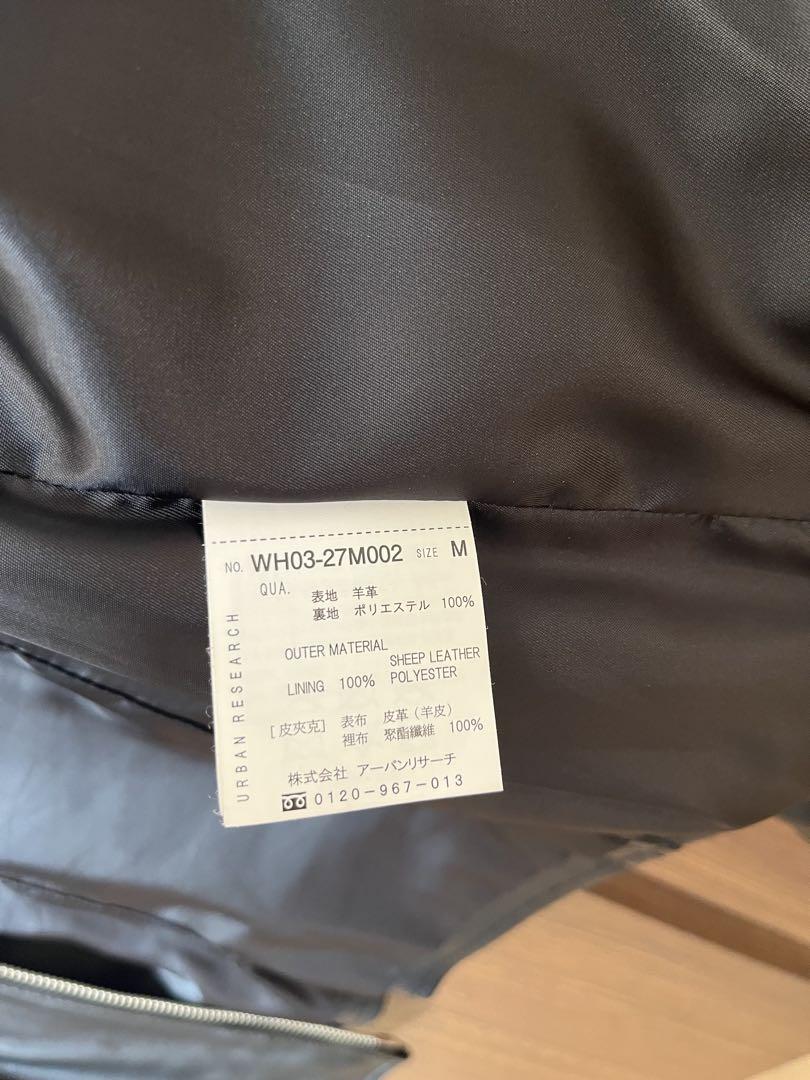 NO. WH03-27M002 SIZE M
QUA. 表地 羊革
裏地 ポリエステル 100%
OUTER MATERIAL
SHEEP LEATHER
LINING 100% POLYESTER
[皮夾克] 表布 皮革(羊皮)
裡布 聚酯纖維 100%
株式会社 アーバンリサーチ
0120-967-013
URBAN RESEARCH